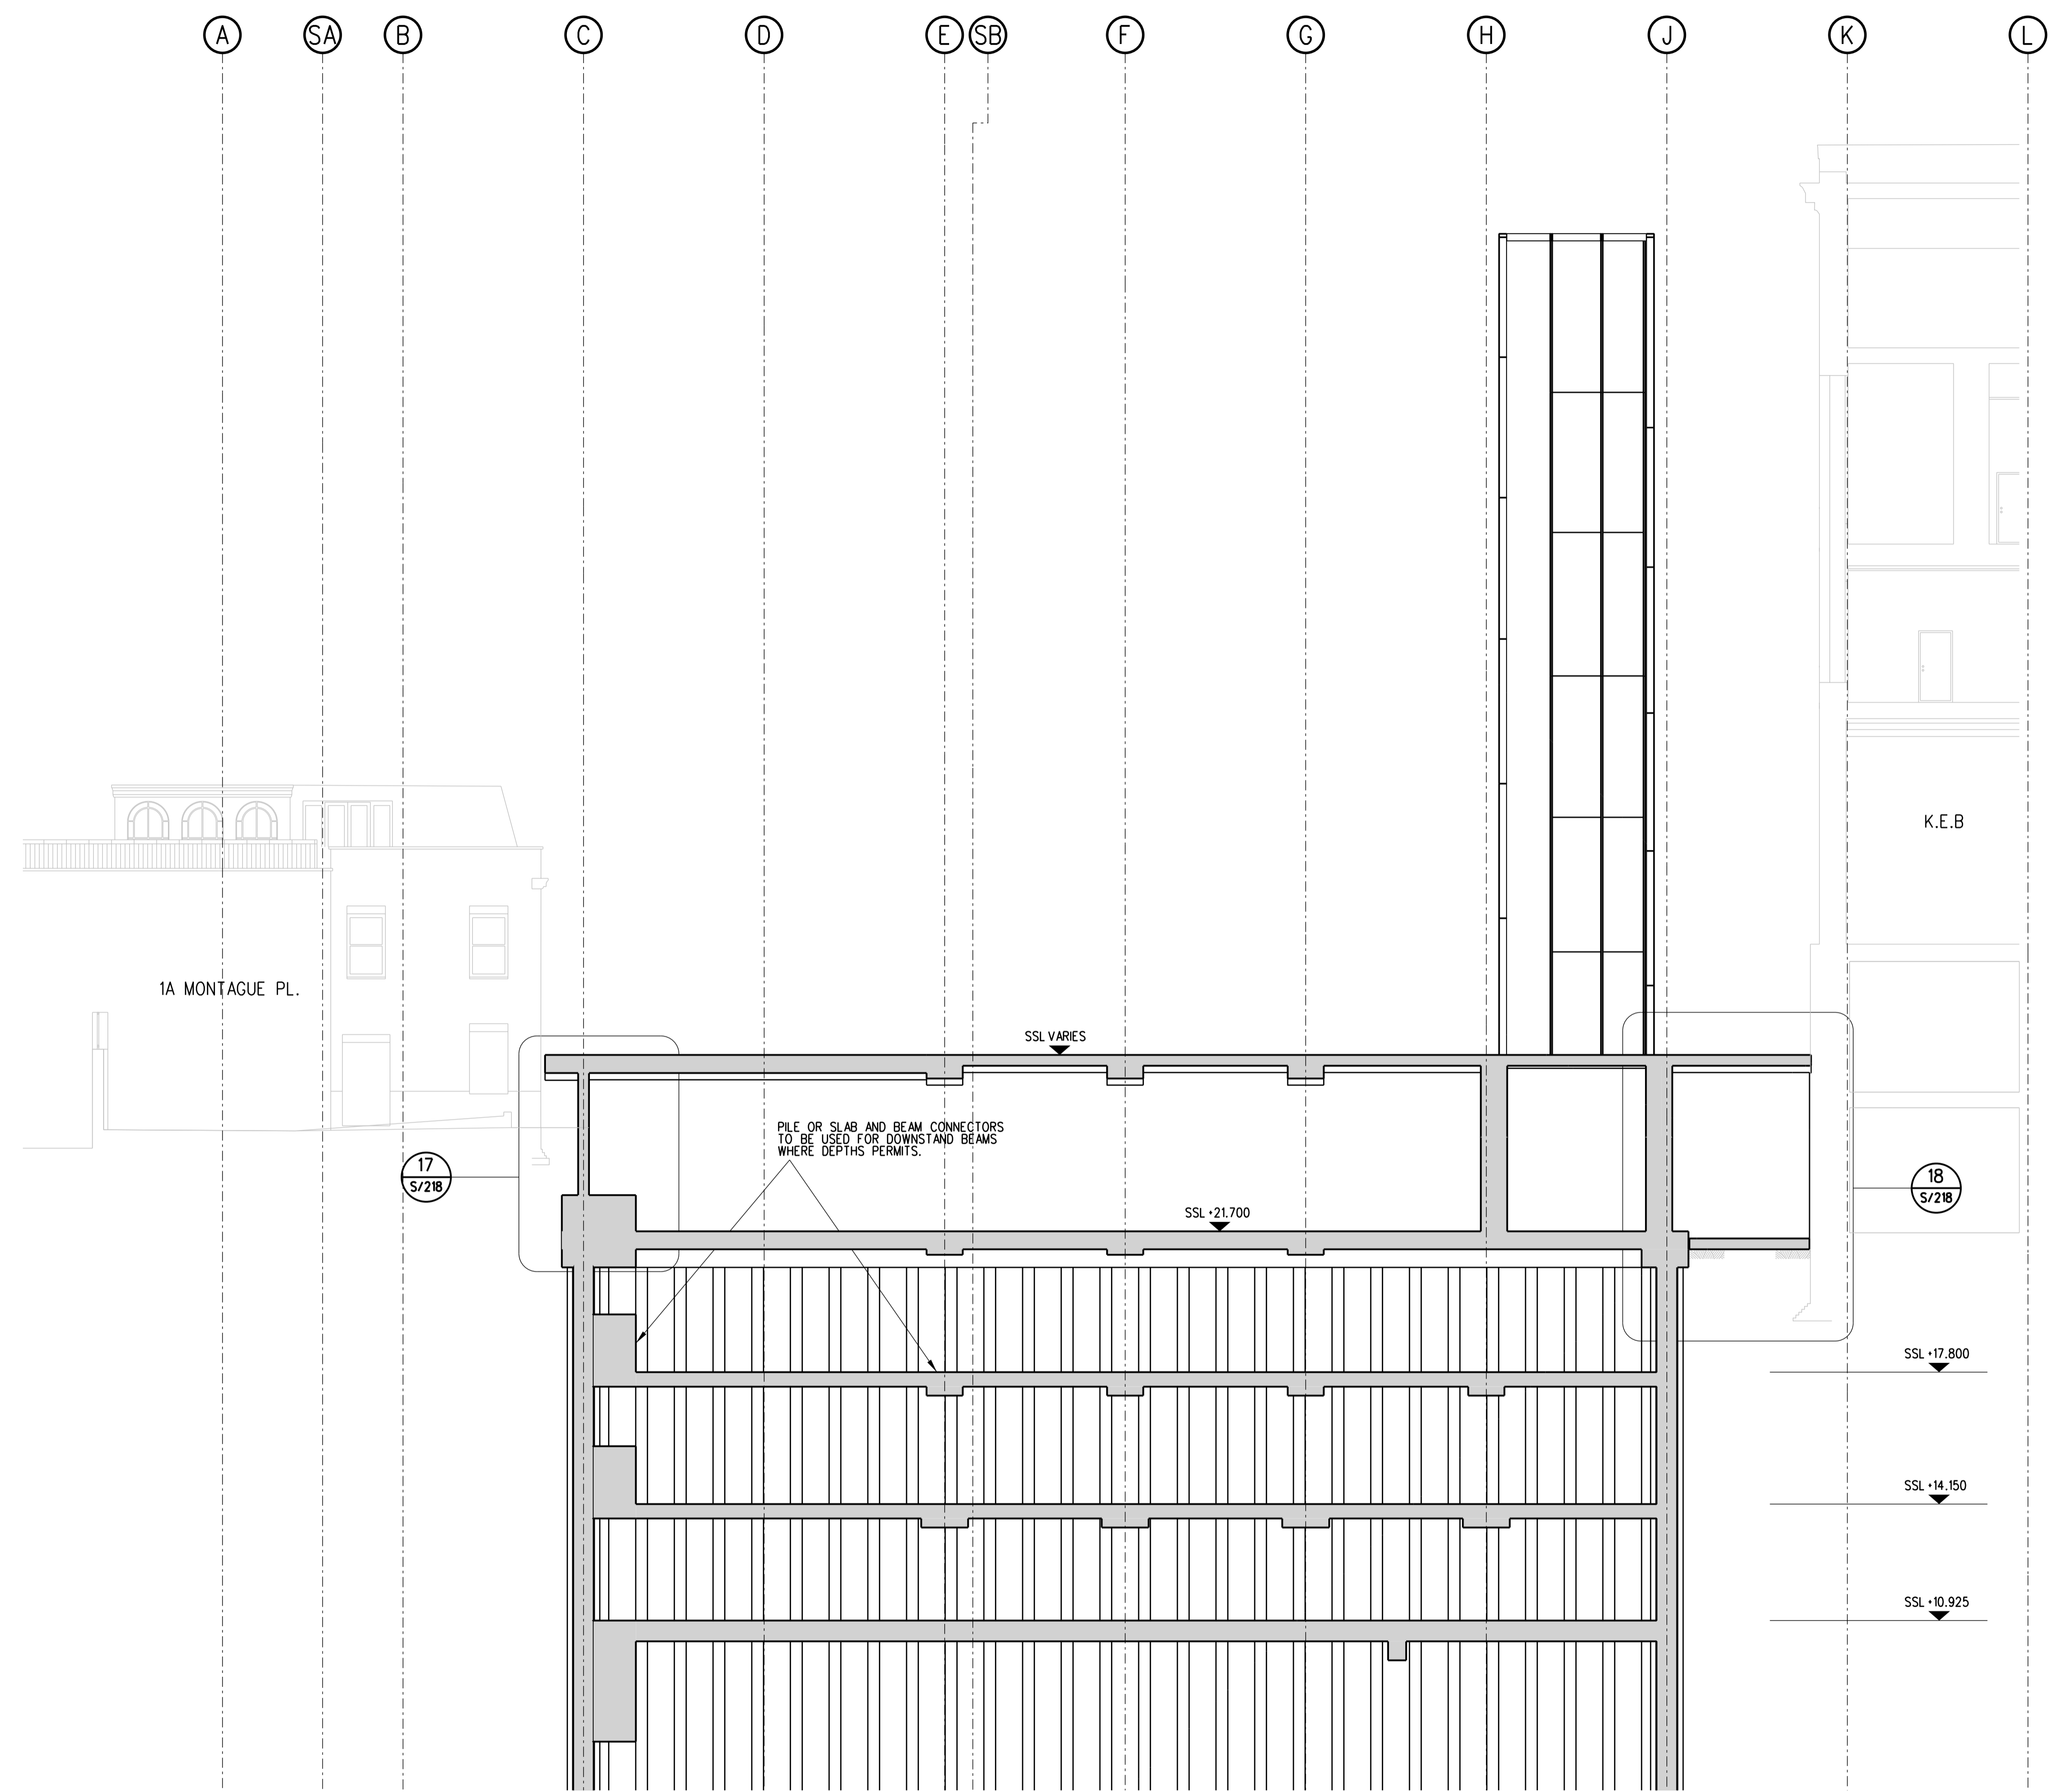 A
SA
B
C
D
E
SB
F
G
H
J
K
L
K.E.B
1A MONTAGUE PL.
SSL VARIES
PILE OR SLAB AND BEAM CONNECTORS
TO BE USED FOR DOWNSTAND BEAMS
WHERE DEPTHS PERMITS.
17
S/218
18
S/218
SSL +21.700
SSL +17.800
SSL +14.150
SSL +10.925